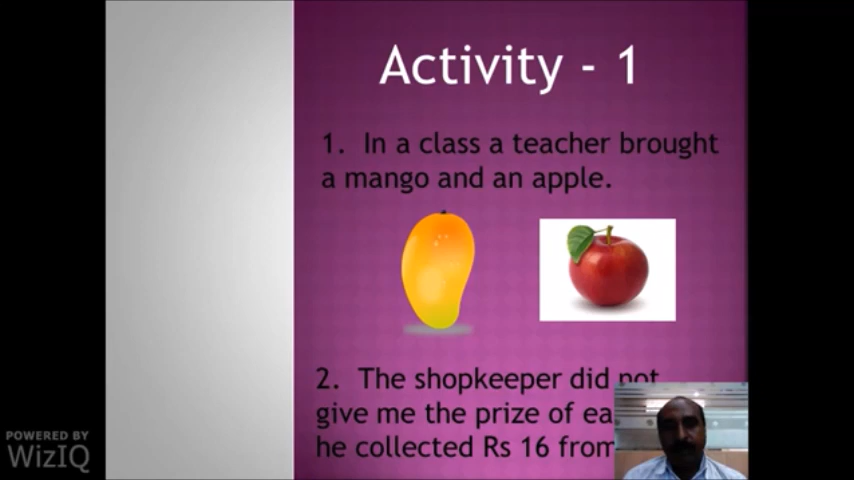 Activity - 1
1. In a class a teacher brought
a mango and an apple.
2. The shopkeeper did not
give me the prize of ea
he collected Rs 16 from
POWERED BY
WizIQ